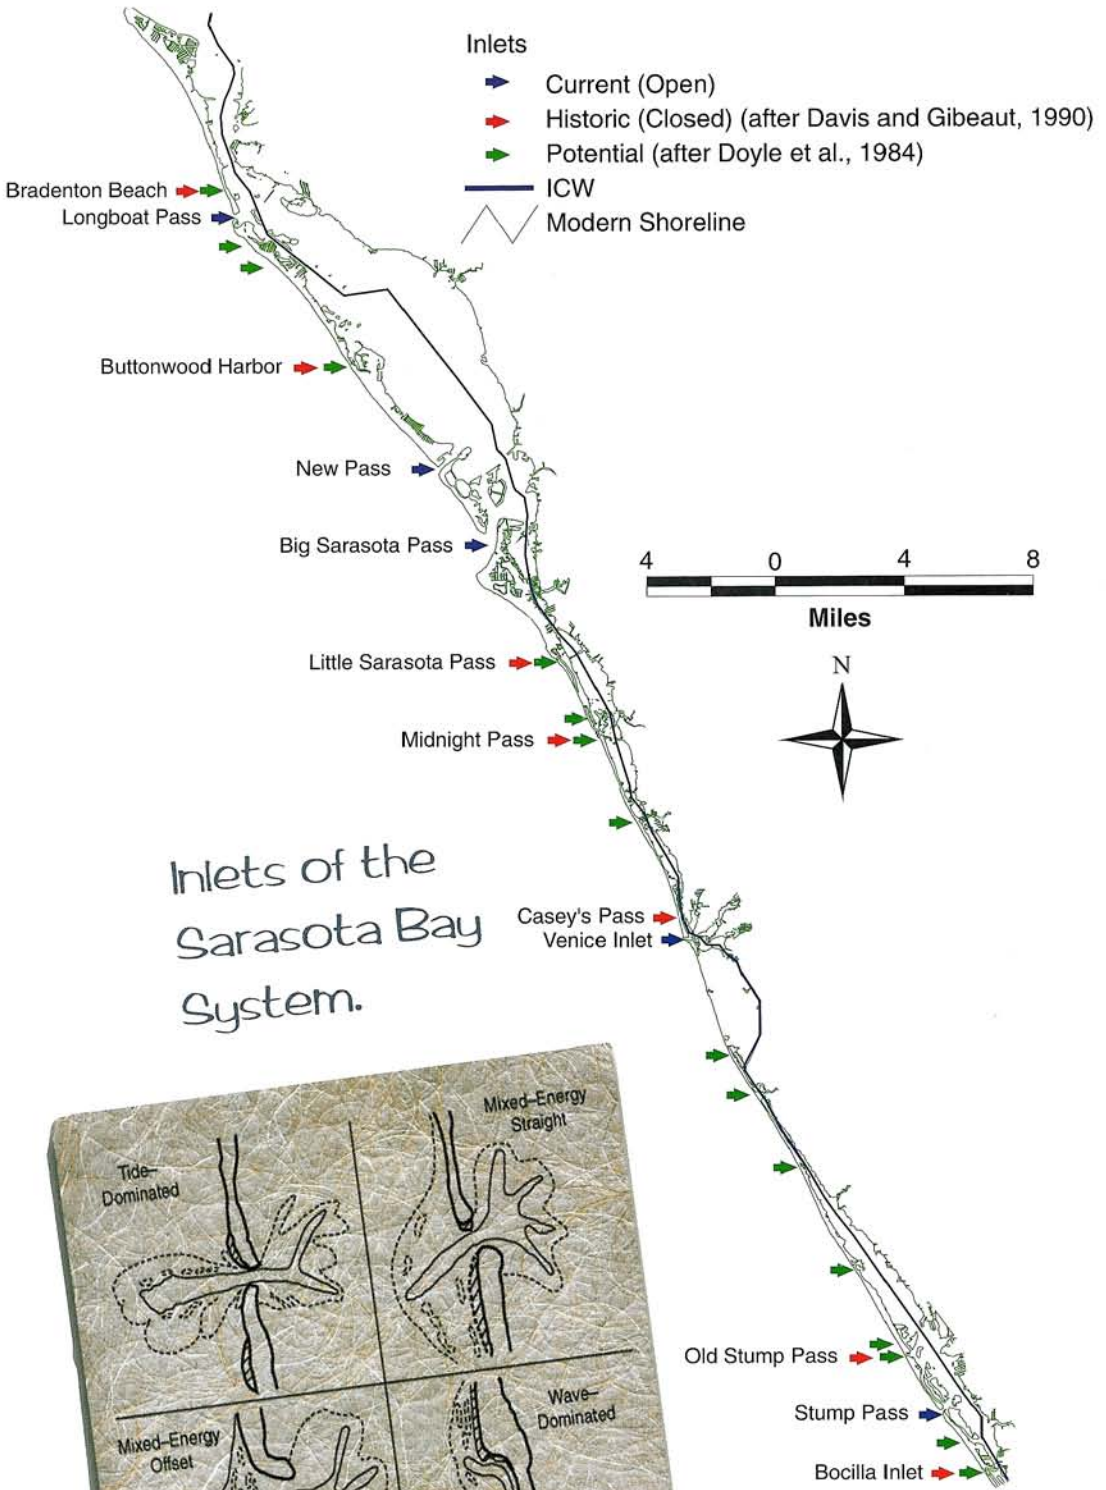 Inlets
Current (Open)
Historic (Closed) (after Davis and Gibeaut, 1990)
Potential (after Doyle et al., 1984)
ICW
Modern Shoreline
Bradenton Beach
Longboat Pass
Buttonwood Harbor
New Pass
Big Sarasota Pass
4 0 4 8
Miles
N
Little Sarasota Pass
Midnight Pass
Inlets of the
Sarasota Bay
System.
Casey's Pass
Venice Inlet
Old Stump Pass
Stump Pass
Bocilla Inlet
Tide–
Dominated
Mixed–Energy
Straight
Mixed–Energy
Offset
Wave–
Dominated